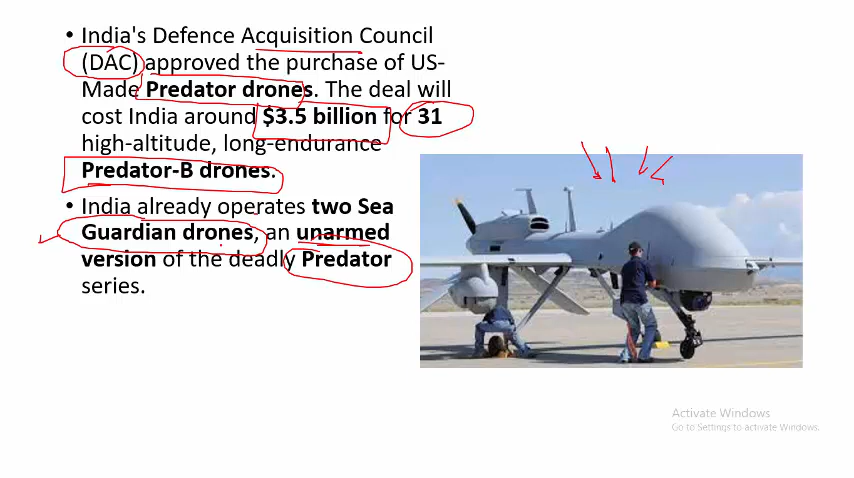 • India's Defence Acquisition Council
(DAC) approved the purchase of US-
Made Predator drones. The deal will
cost India around $3.5 billion for 31
high-altitude, long-endurance
Predator-B drones.
• India already operates two Sea
Guardian drones, an unarmed
version of the deadly Predator
series.
Activate Windows
Go to Settings to activate Windows.